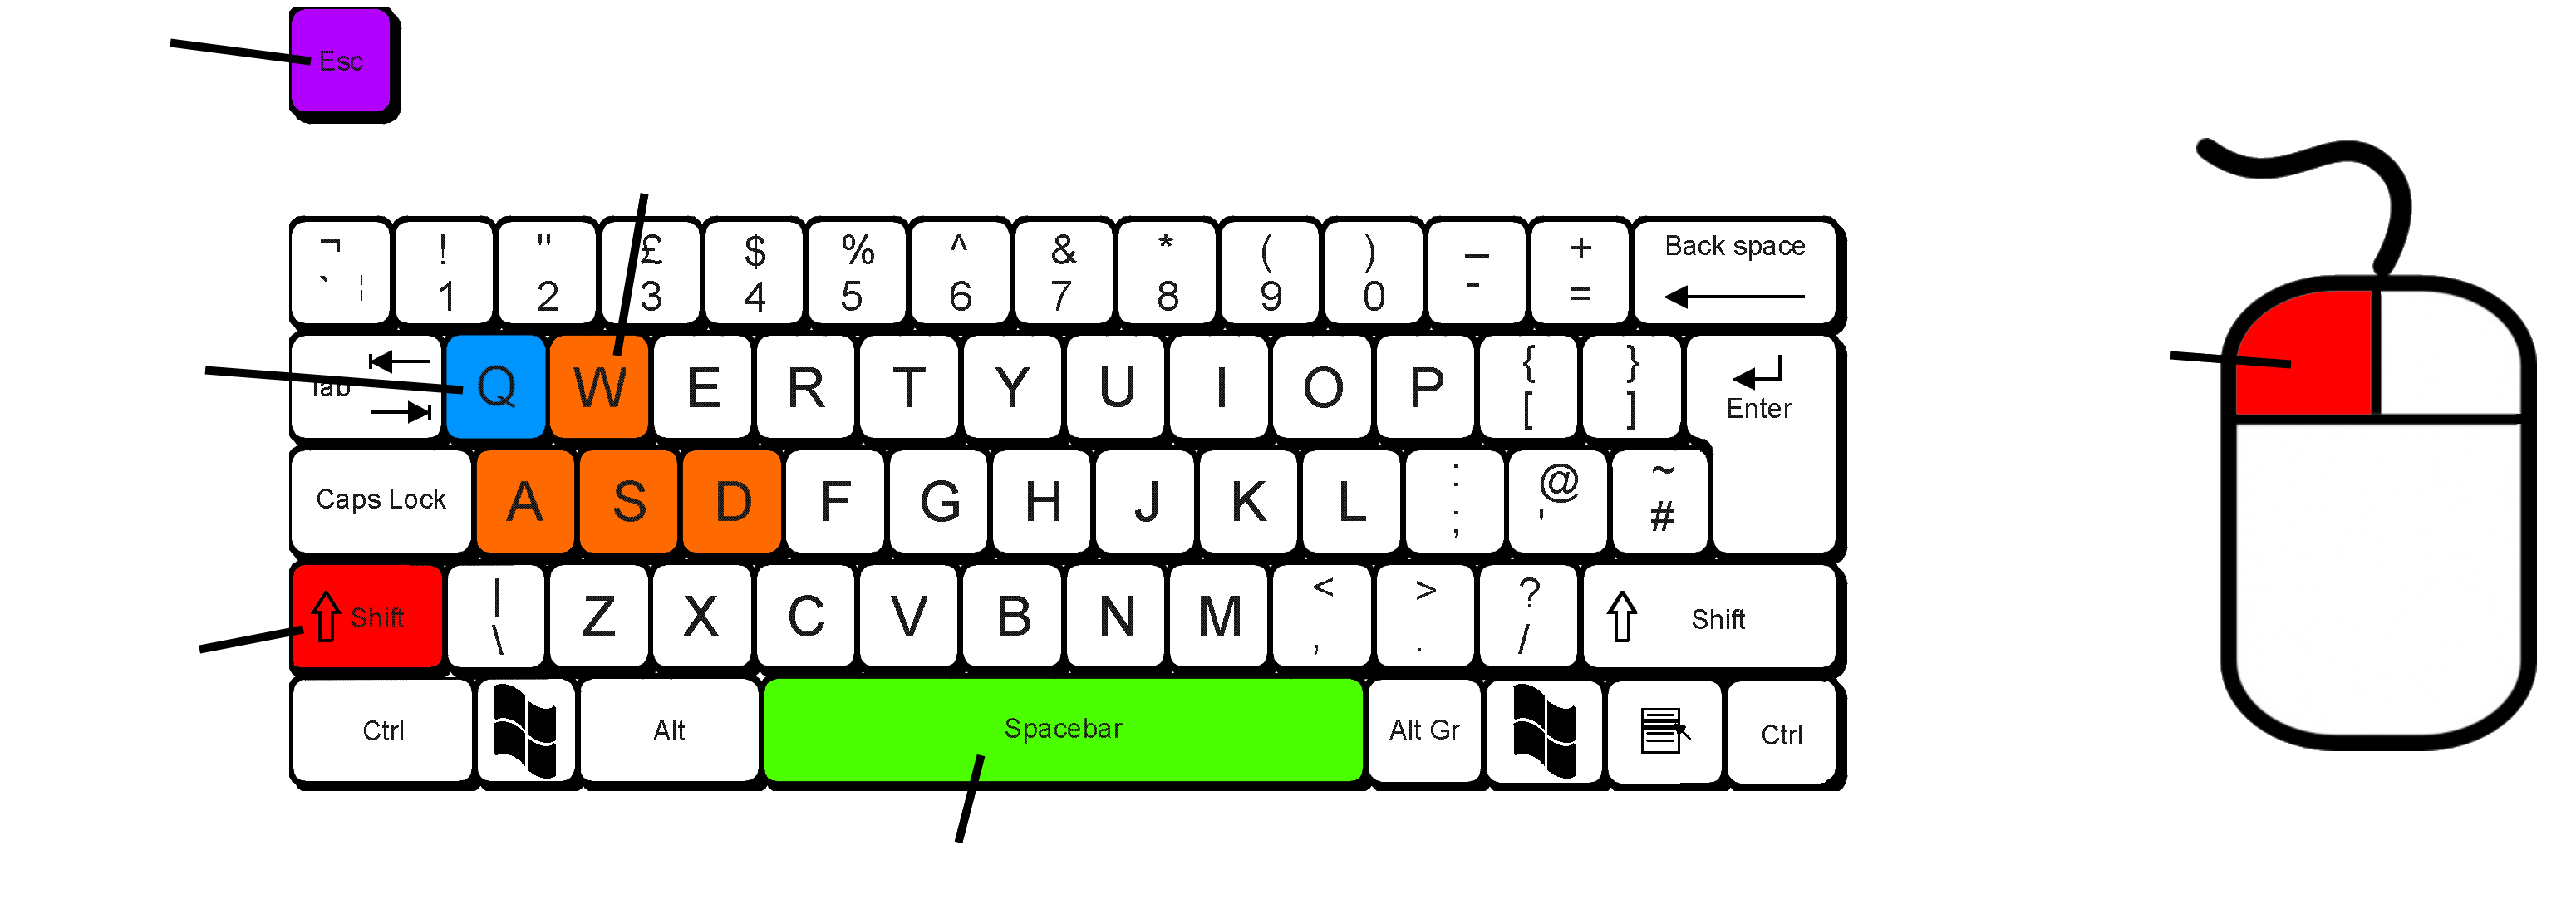 Esc
¬ ! " £ $ % ^ & * ( ) _ + Back space
` ¦ 1 2 3 4 5 6 7 8 9 0 - =
Tab Q W E R T Y U I O P { [ } ] Enter
Caps Lock A S D F G H J K L : ; @ ' ~ #
Shift | \ Z X C V B N M < , > . ? / Shift
Ctrl Alt Spacebar Alt Gr Ctrl